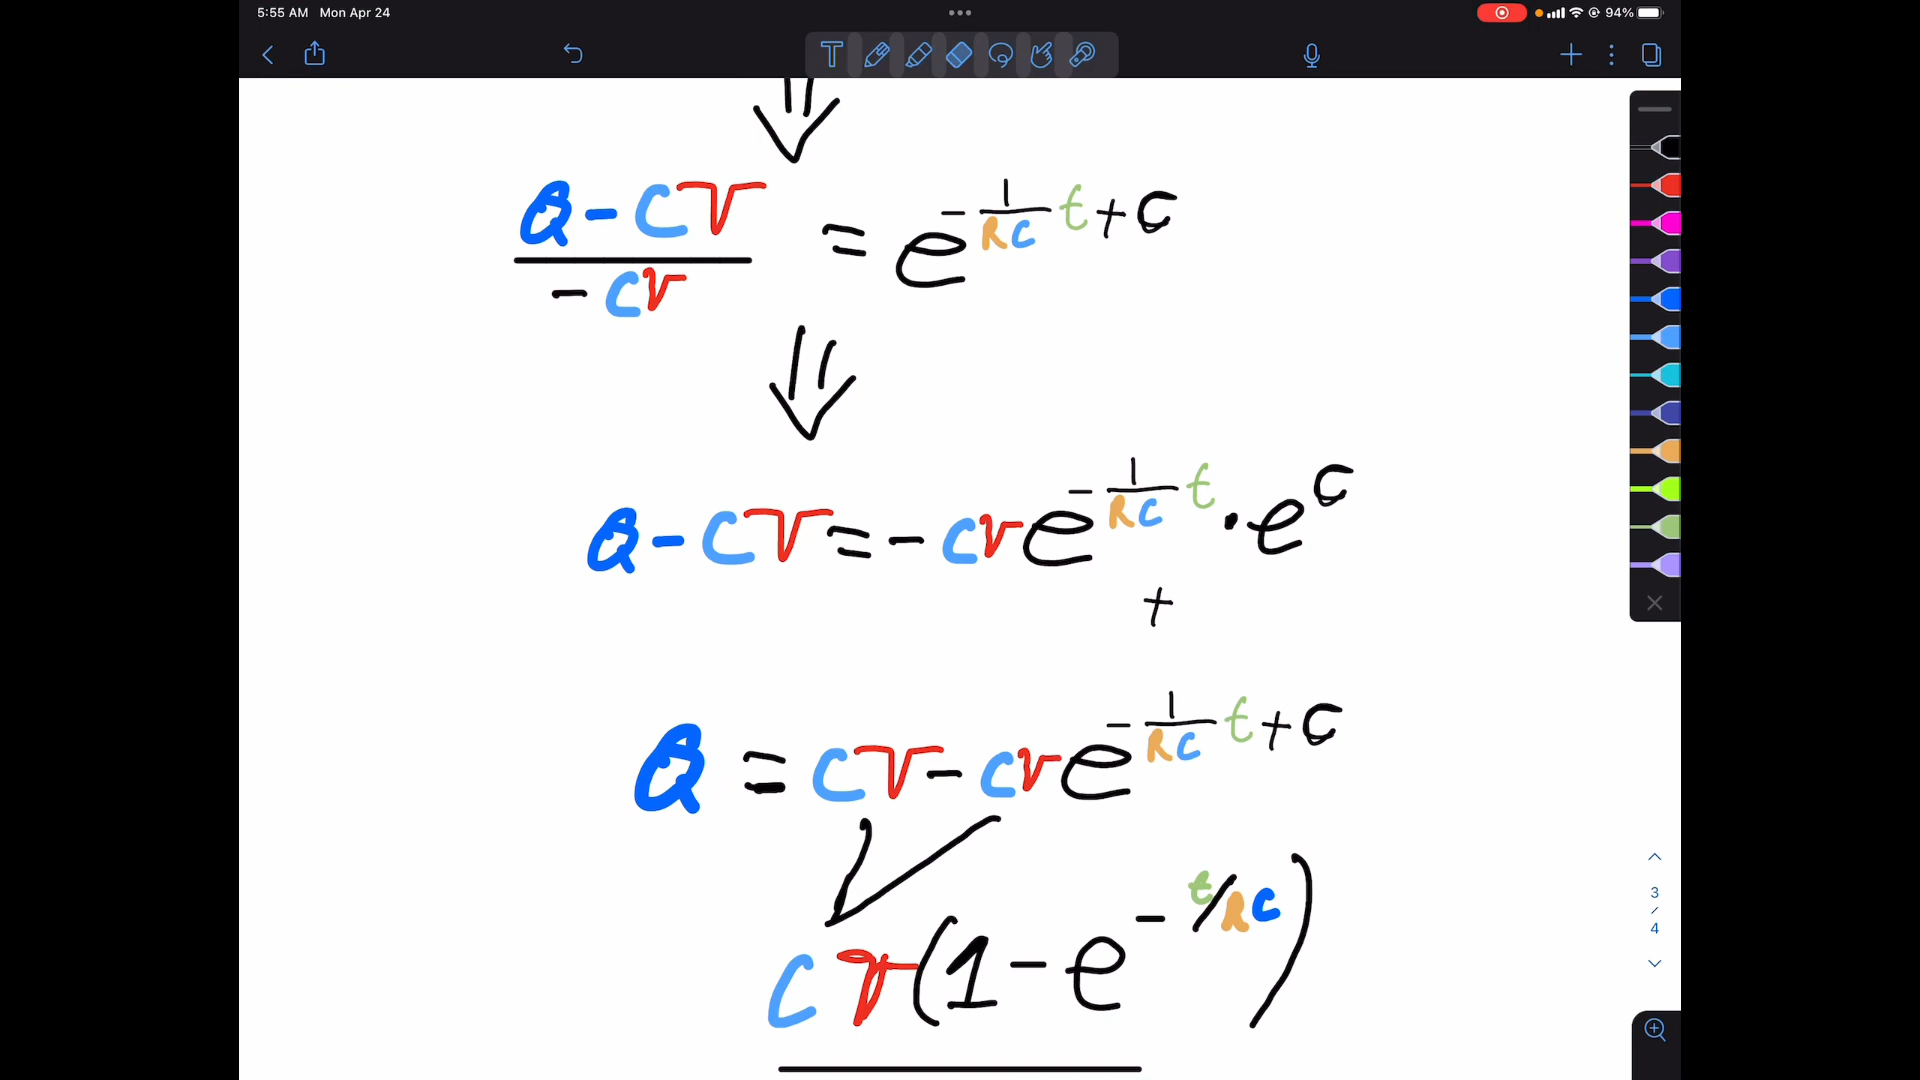 5:55 AM Mon Apr 24
94%
T
Q - CV / -CV = e^(-1/RC t + C)
Q - CV = -CV e^(-1/RC t) · e^C
+
Q = CV - CV e^(-1/RC t + C)
CV(1 - e^(-t/RC))
3/4